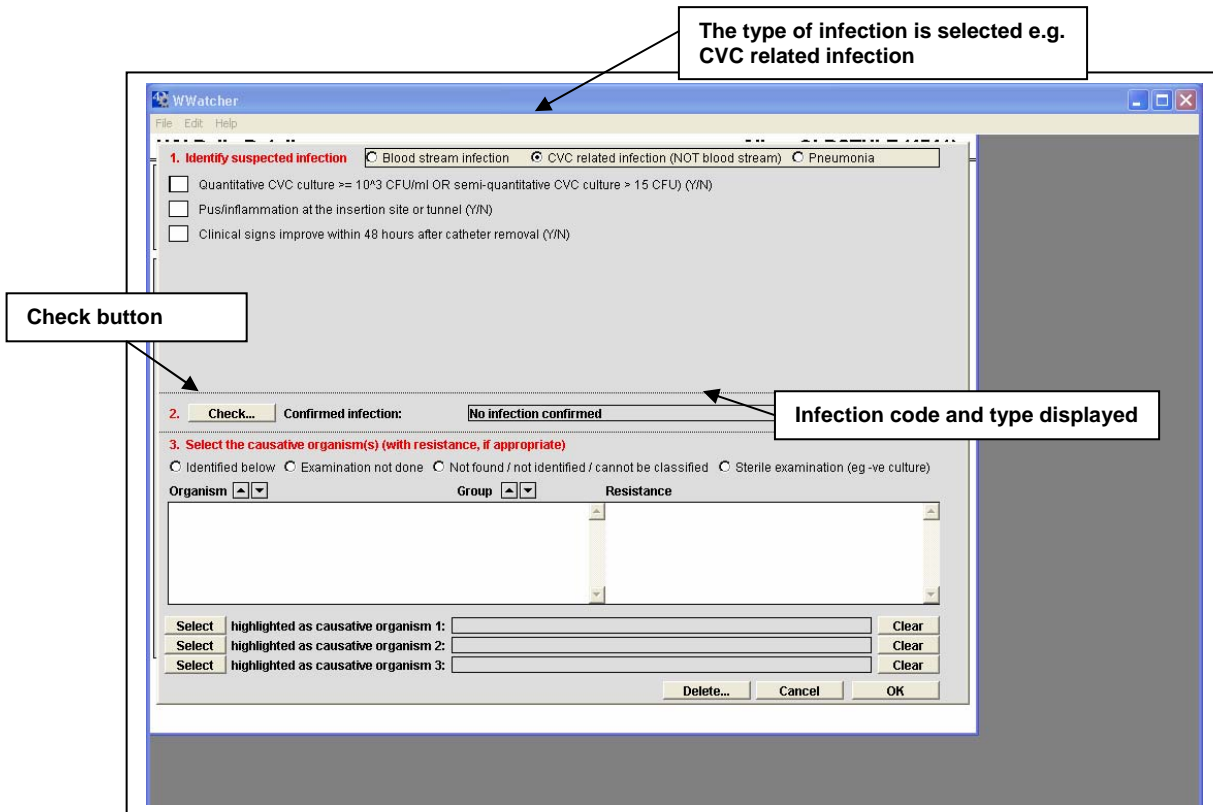 The type of infection is selected e.g.
CVC related infection
WWatcher
File Edit Help
1. Identify suspected infection Blood stream infection CVC related infection (NOT blood stream) Pneumonia
Quantitative CVC culture >= 10^3 CFU/ml OR semi-quantitative CVC culture > 15 CFU) (Y/N)
Pus/inflammation at the insertion site or tunnel (Y/N)
Clinical signs improve within 48 hours after catheter removal (Y/N)
Check button
2. Check... Confirmed infection: No infection confirmed
Infection code and type displayed
3. Select the causative organism(s) (with resistance, if appropriate)
Identified below Examination not done Not found / not identified / cannot be classified Sterile examination (eg -ve culture)
Organism Group Resistance
Select highlighted as causative organism 1: Clear
Select highlighted as causative organism 2: Clear
Select highlighted as causative organism 3: Clear
Delete... Cancel OK